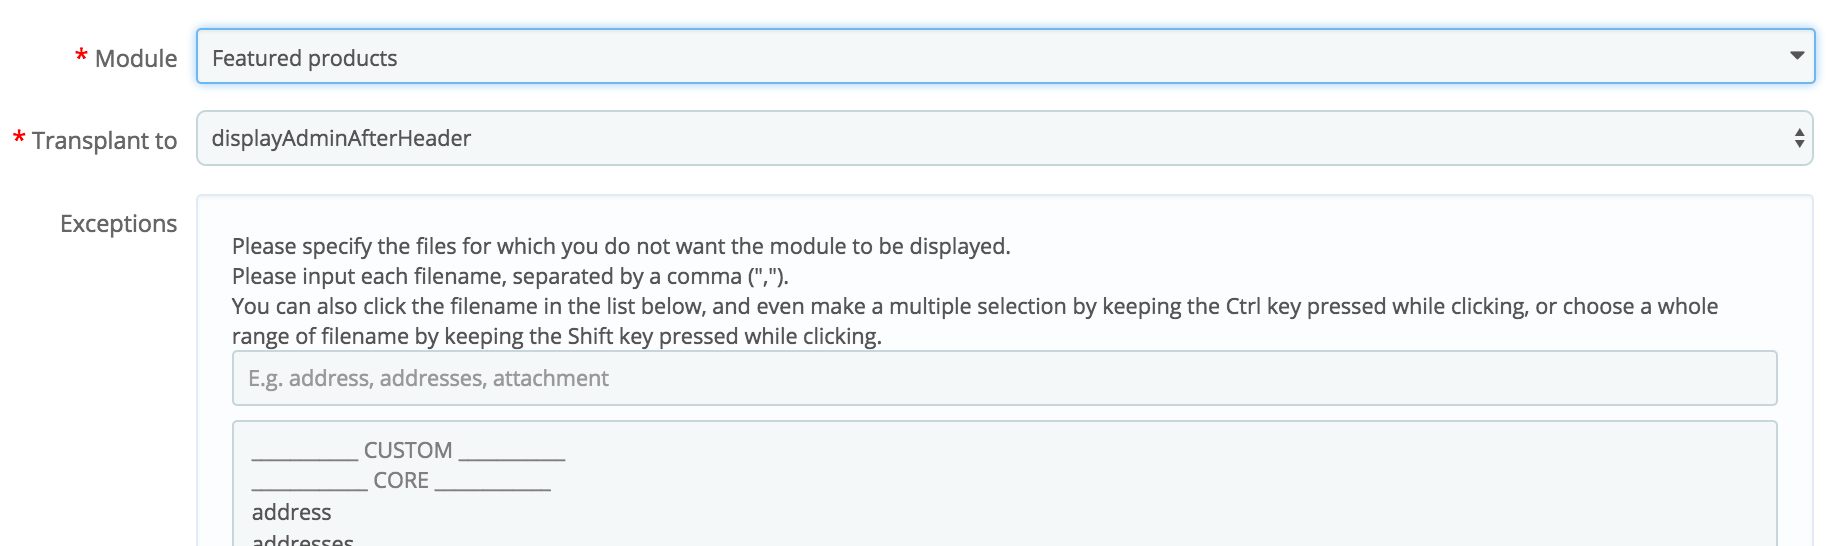 * Module
Featured products
* Transplant to
displayAdminAfterHeader
Exceptions
Please specify the files for which you do not want the module to be displayed.
Please input each filename, separated by a comma (",").
You can also click the filename in the list below, and even make a multiple selection by keeping the Ctrl key pressed while clicking, or choose a whole
range of filename by keeping the Shift key pressed while clicking.
E.g. address, addresses, attachment
___________ CUSTOM ___________
____________ CORE ____________
address
addresses